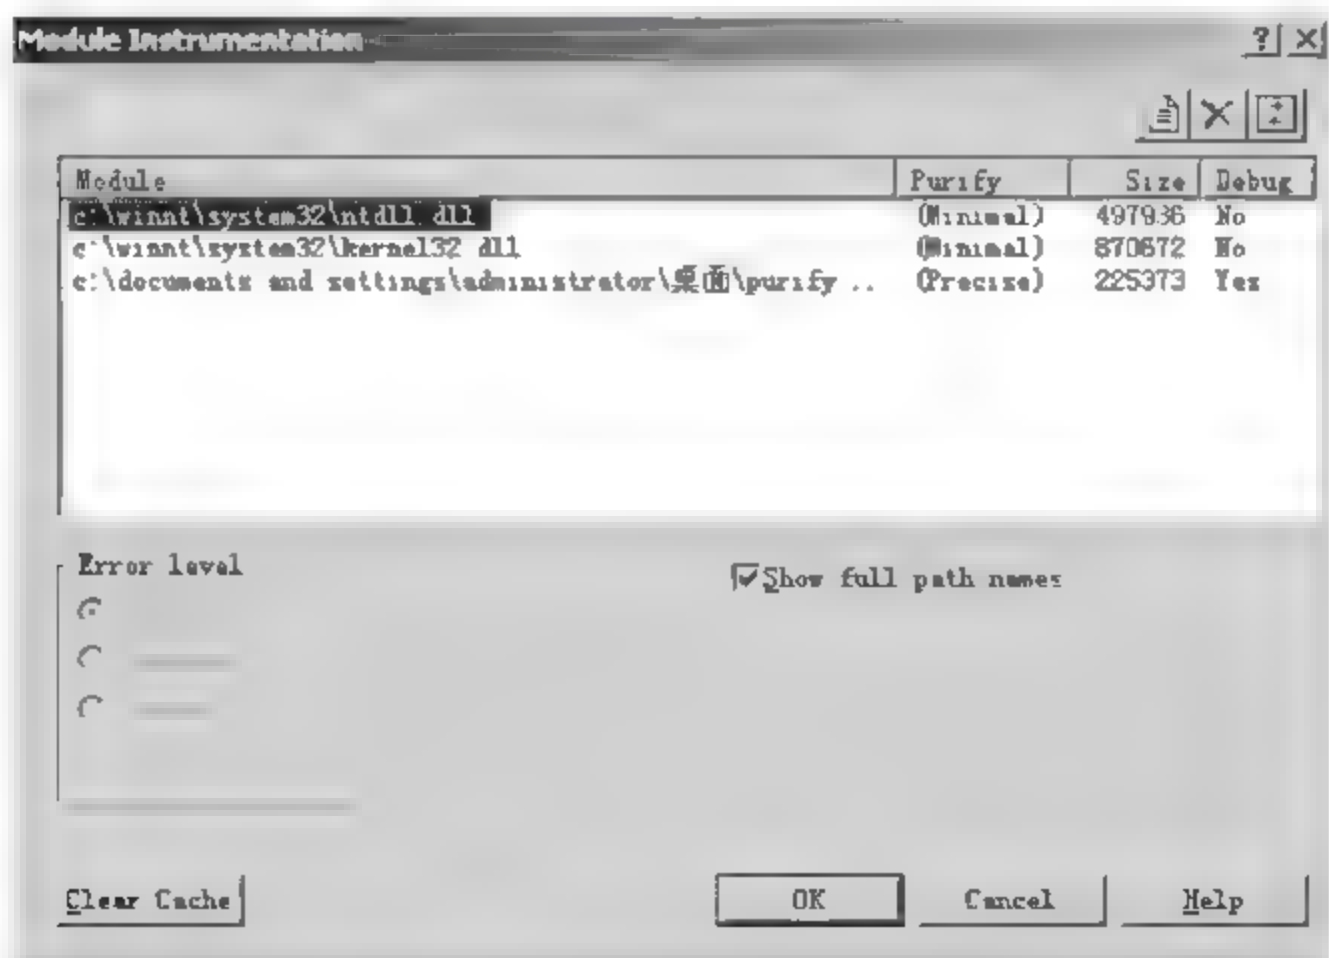 Module Instrumentation
Module Purify Size Debug
c:\winnt\system32\ntdll.dll (Minimal) 497936 No
c:\winnt\system32\kernel32.dll (Minimal) 870672 No
c:\documents and settings\administrator\桌面\purify .. (Precise) 225373 Yes
Error level
Show full path names
Clear Cache OK Cancel Help